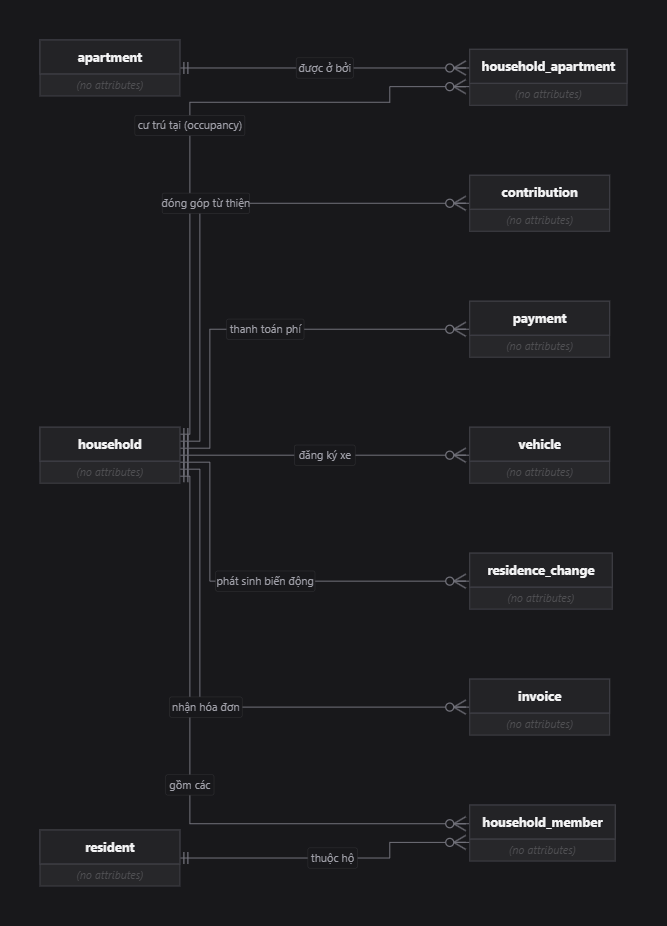 apartment
(no attributes)
được ở bởi
household_apartment
(no attributes)
cư trú tại (occupancy)
contribution
(no attributes)
đóng góp từ thiện
payment
(no attributes)
thanh toán phí
household
(no attributes)
đăng ký xe
vehicle
(no attributes)
residence_change
(no attributes)
phát sinh biến động
invoice
(no attributes)
nhận hóa đơn
gồm các
household_member
(no attributes)
resident
(no attributes)
thuộc hộ